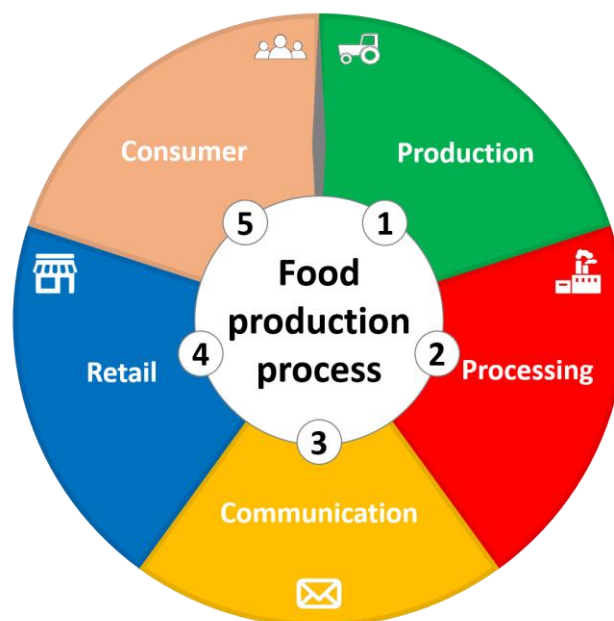 Food
production
process
1
Production
2
Processing
3
Communication
4
Retail
5
Consumer